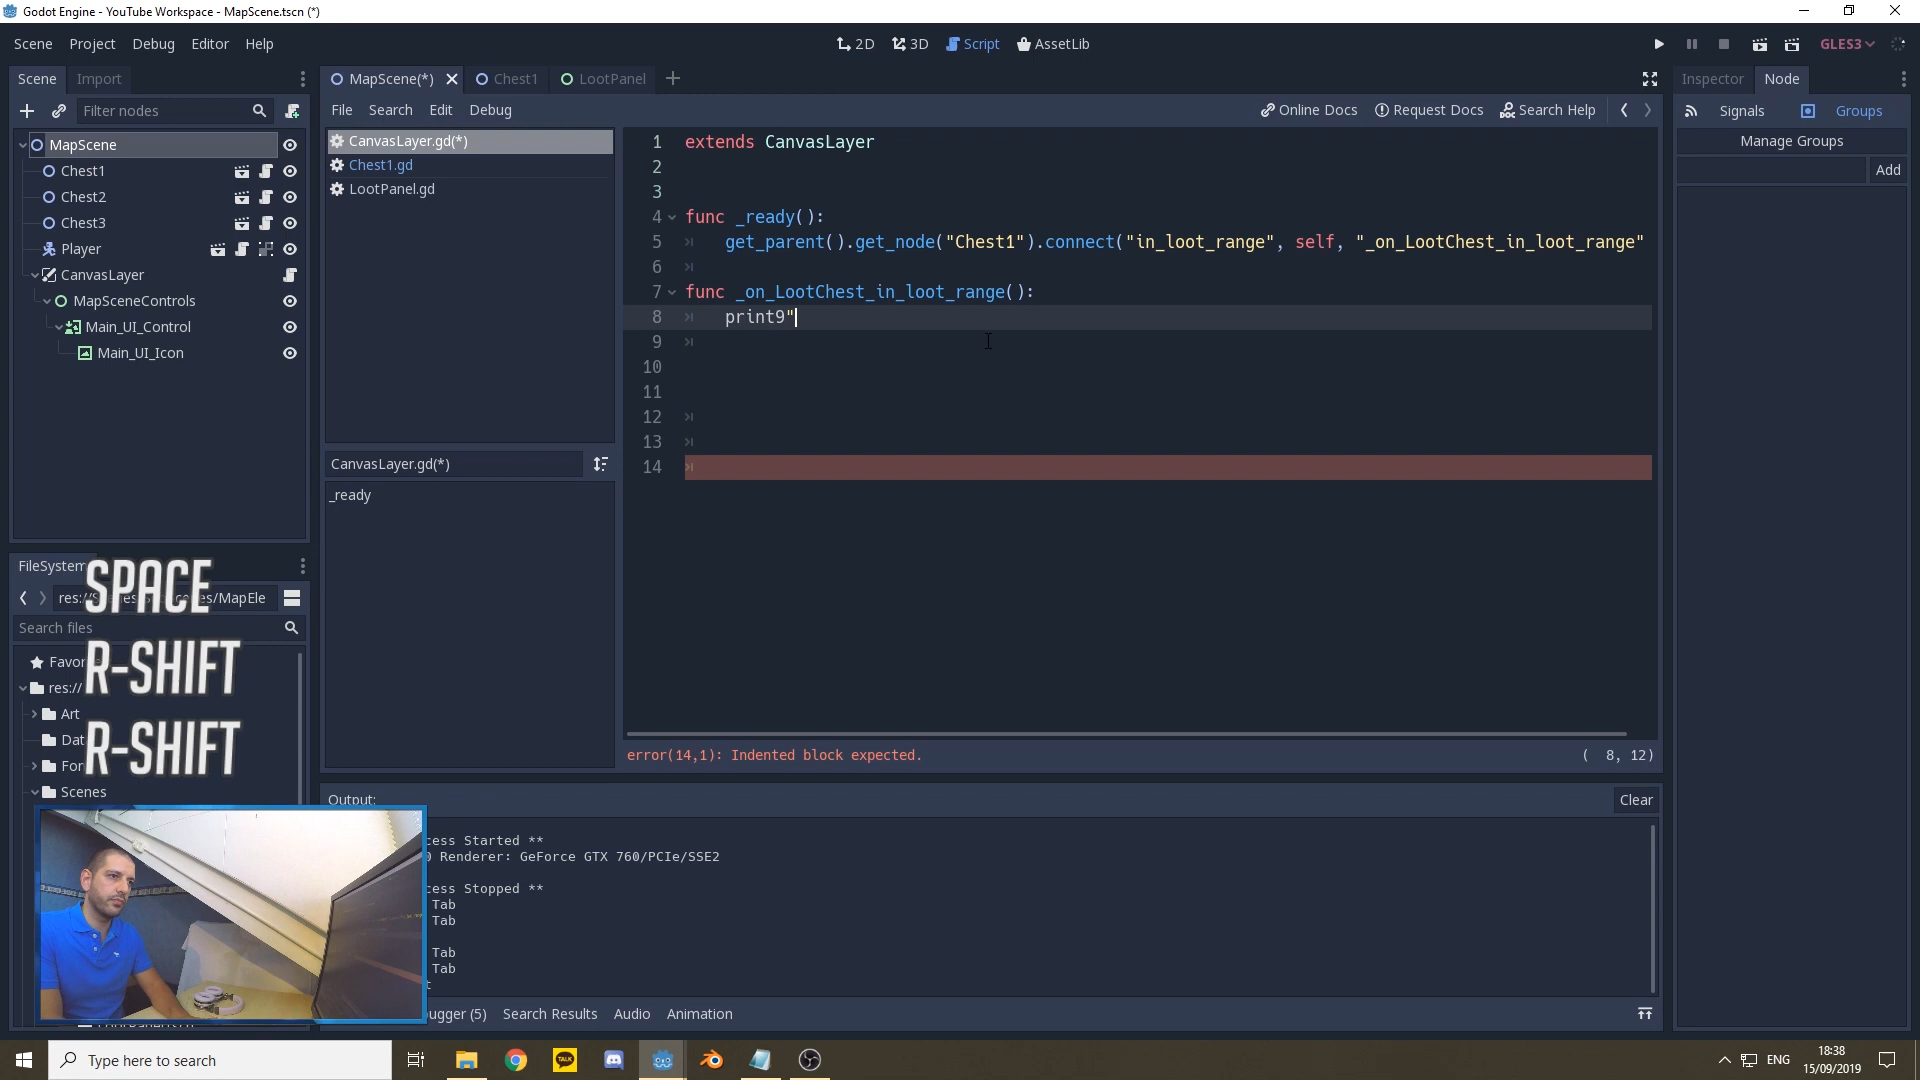 Godot Engine - YouTube Workspace - MapScene.tscn (*)
Scene Project Debug Editor Help
2D 3D Script AssetLib
GLES3
Scene Import
MapScene(*) Chest1 LootPanel
Inspector Node
Filter nodes
File Search Edit Debug
Online Docs Request Docs Search Help
Signals Groups
MapScene
Chest1
Chest2
Chest3
Player
CanvasLayer
MapSceneControls
Main_UI_Control
Main_UI_Icon
CanvasLayer.gd(*)
Chest1.gd
LootPanel.gd
CanvasLayer.gd(*)
_ready
1 extends CanvasLayer
2
3
4 func _ready():
5 get_parent().get_node("Chest1").connect("in_loot_range", self, "_on_LootChest_in_loot_range"
6
7 func _on_LootChest_in_loot_range():
8 print9"
9
10
11
12
13
14
error(14,1): Indented block expected.
( 8, 12)
Manage Groups
Add
FileSystem
res:// es/MapEle
Search files
Favor
res://
Art
Dat
For
Scenes
SPACE
R-SHIFT
R-SHIFT
Output:
Clear
cess Started **
0 Renderer: GeForce GTX 760/PCIe/SSE2
cess Stopped **
Tab
Tab
Tab
Tab
t
ugger (5) Search Results Audio Animation
Type here to search
TALK
ENG
18:38
15/09/2019